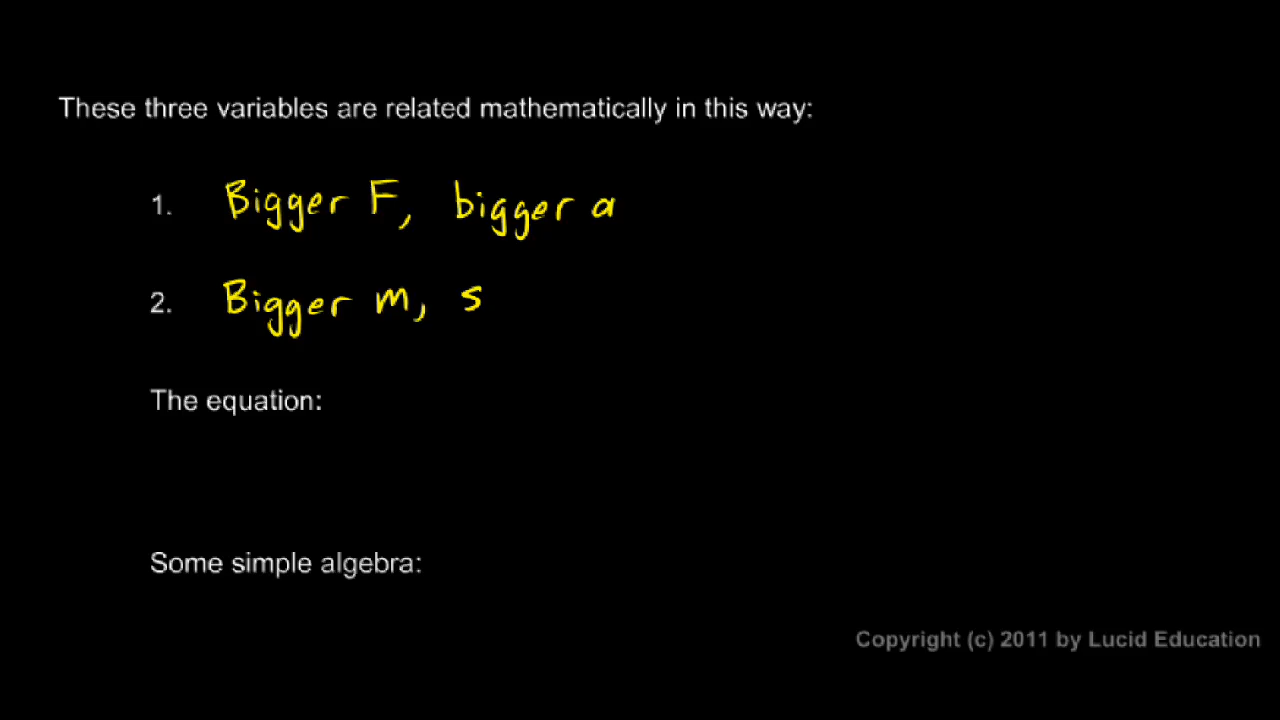 These three variables are related mathematically in this way:
1. Bigger F, bigger a
2. Bigger m, s
The equation:
Some simple algebra:
Copyright (c) 2011 by Lucid Education